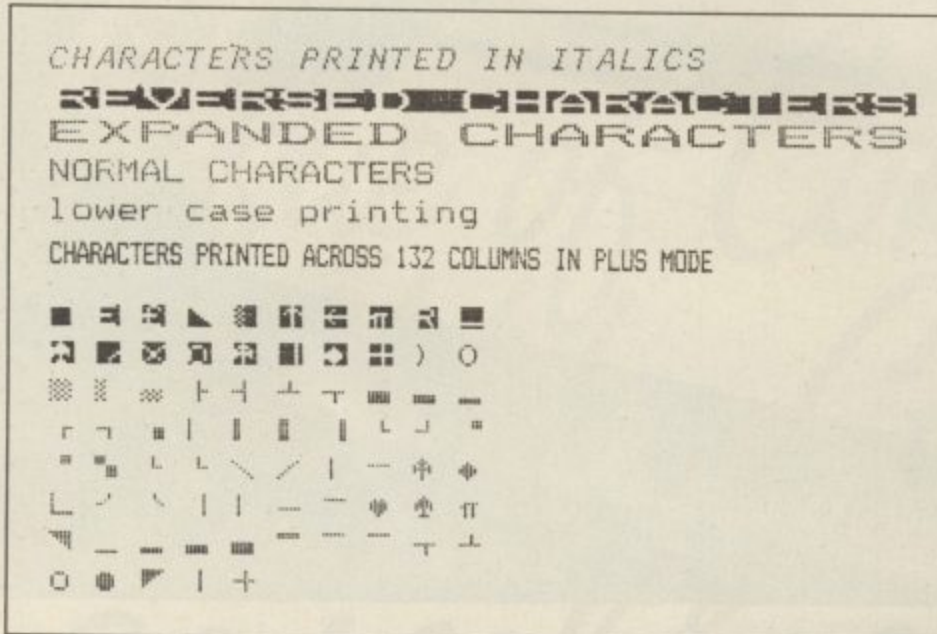 CHARACTERS PRINTED IN ITALICS
REVERSED CHARACTERS
EXPANDED CHARACTERS
NORMAL CHARACTERS
lower case printing
CHARACTERS PRINTED ACROSS 132 COLUMNS IN PLUS MODE